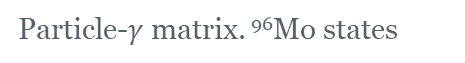 Particle-γ matrix. ⁹⁶Mo states